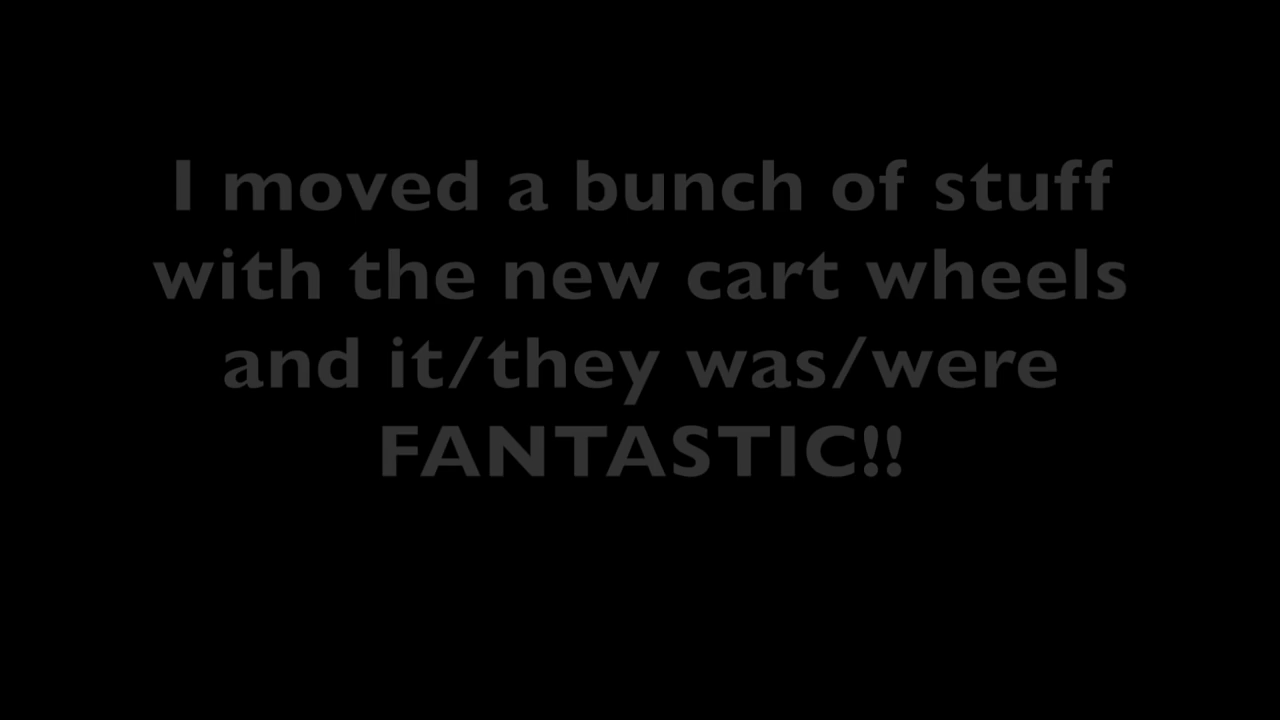 I moved a bunch of stuff
with the new cart wheels
and it/they was/were
FANTASTIC!!